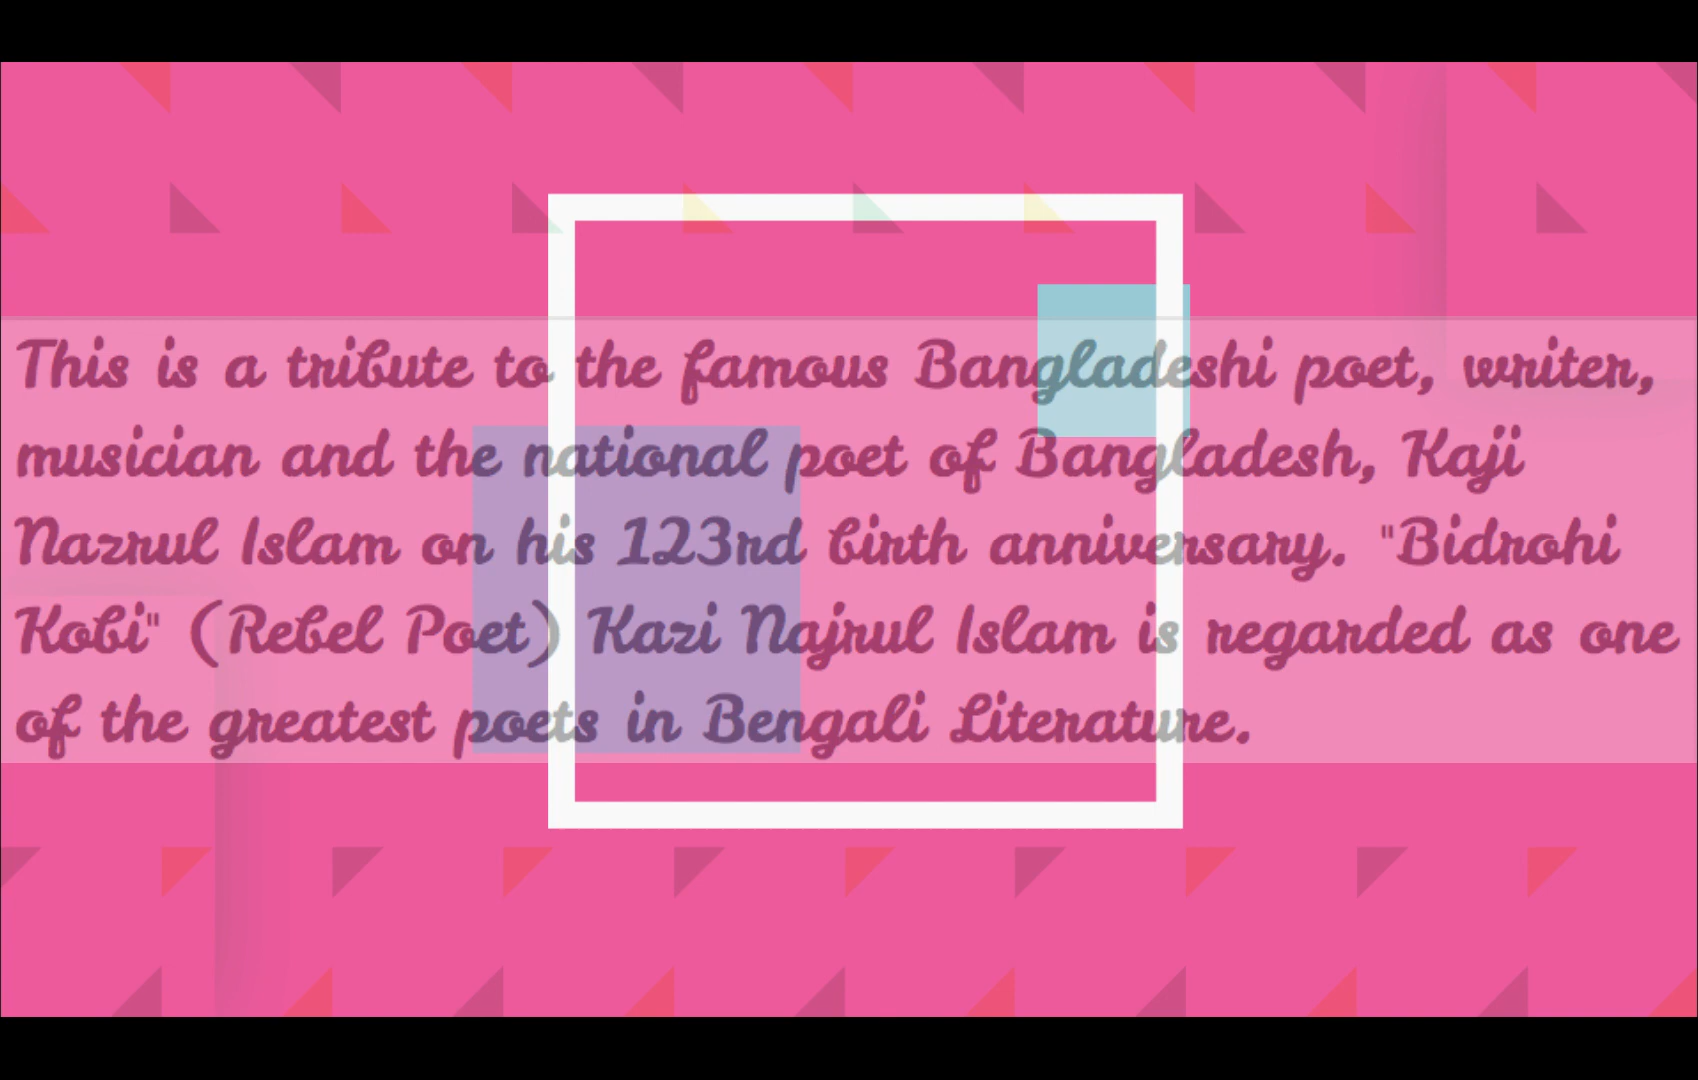 This is a tribute to the famous Bangladeshi poet, writer,
musician and the national poet of Bangladesh, Kaji
Nazrul Islam on his 123rd birth anniversary. "Bidrohi
Kobi" (Rebel Poet) Kazi Najrul Islam is regarded as one
of the greatest poets in Bengali Literature.